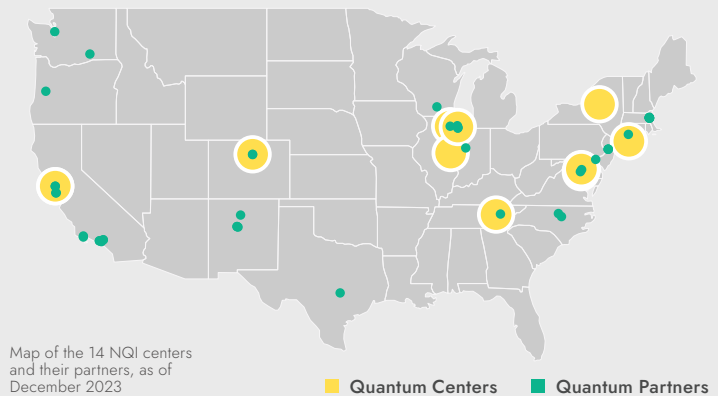 Map of the 14 NQI centers
and their partners, as of
December 2023
Quantum Centers
Quantum Partners